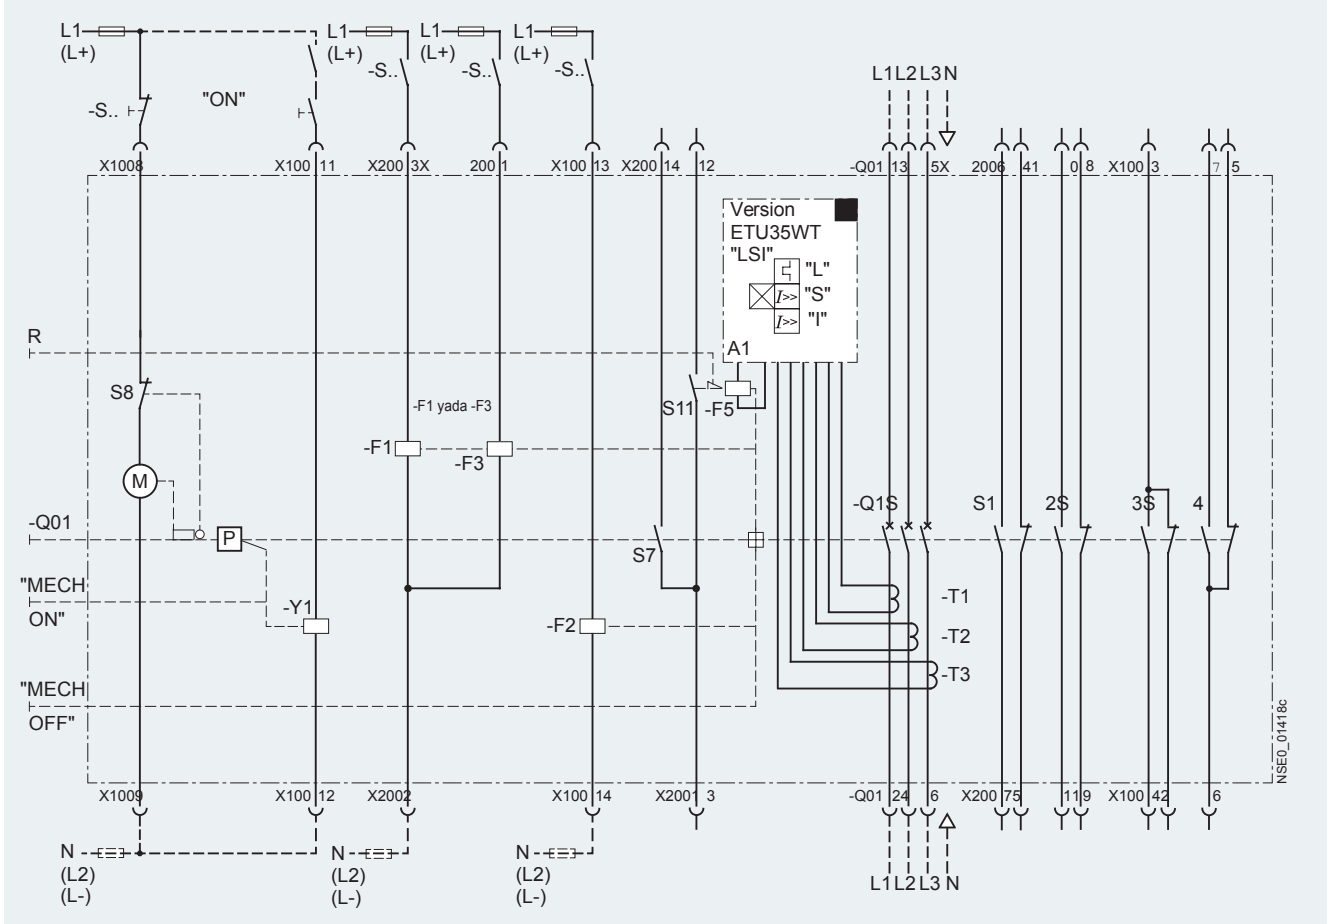 L1 L1 L1 L1
(L+) (L+) (L+) (L+)
-S.. "ON" -S.. -S.. -S..
L1 L2 L3 N
X1008 X100 11 X200 3X 200 1 X100 13 X200 14 12 -Q01 13 5X 2006 41 0 8 X100 3 7 5
Version
ETU35WT
"LSI"
"L"
I>> "S"
I>> "I"
A1
R
S8
-F1 yada -F3
S11 -F5
-F1
-F3
M
-Q01
P
S7
-Q1S S1 2S 3S 4
"MECH
ON"
-Y1
-F2
-T1
-T2
-T3
"MECH
OFF"
NSE0_01418c
X1009 X100 12 X2002 X100 14 X2001 3 -Q01 24 6 X200 75 119 X100 42 6
N N N
(L2) (L2) (L2)
(L-) (L-) (L-)
L1 L2 L3 N